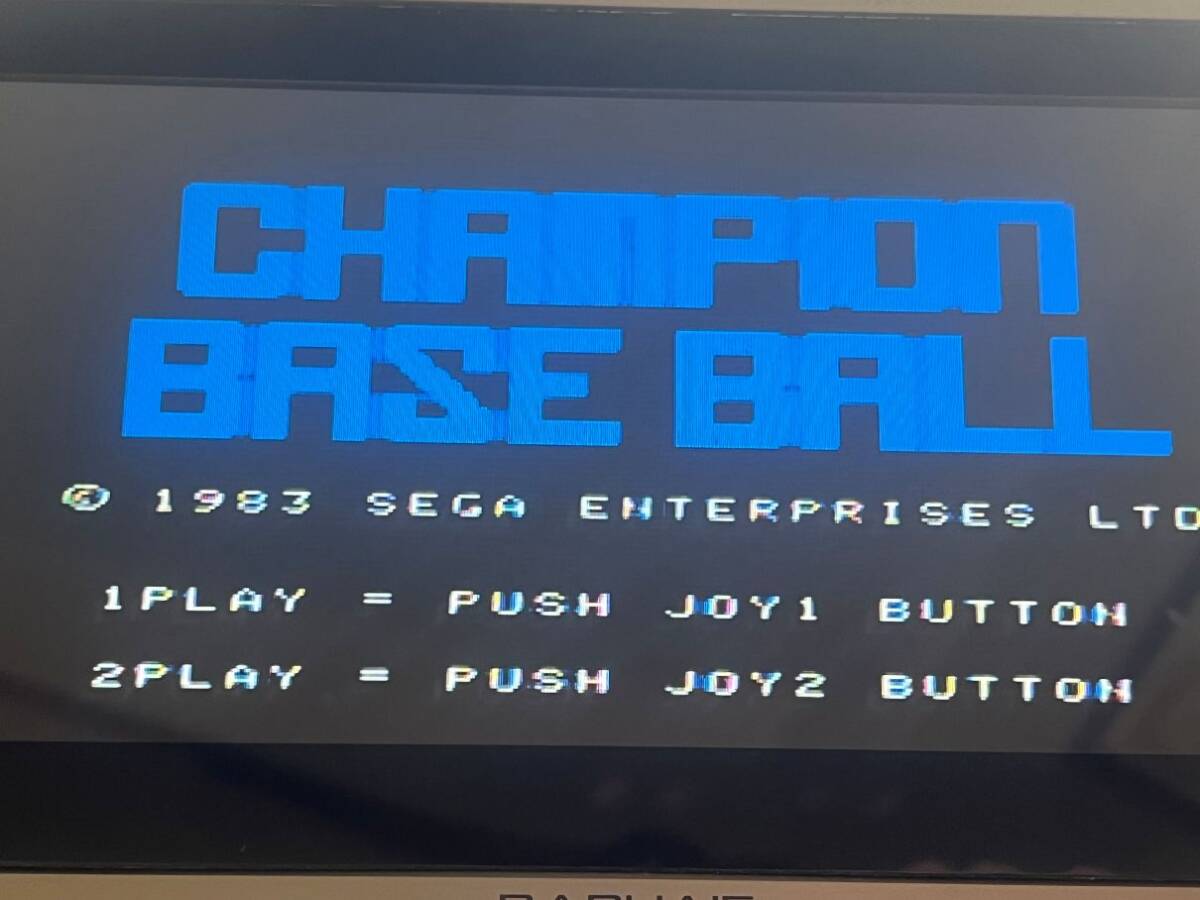 CHAMPION
BASE BALL
© 1983 SEGA ENTERPRISES LTD
1PLAY = PUSH JOY1 BUTTON
2PLAY = PUSH JOY2 BUTTON